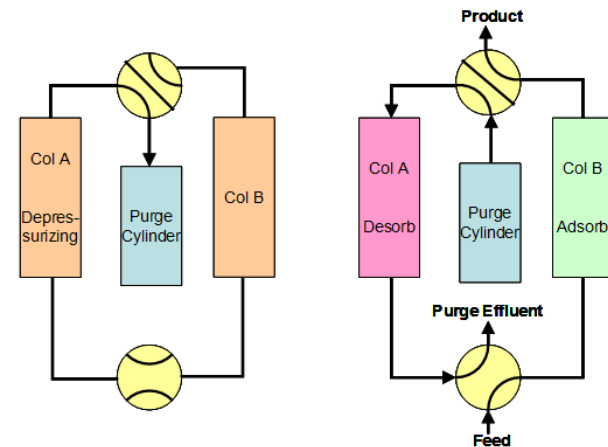 Product
Col A
Depres-
surizing
Purge
Cylinder
Col B
Col A
Desorb
Purge
Cylinder
Col B
Adsorb
Purge Effluent
Feed